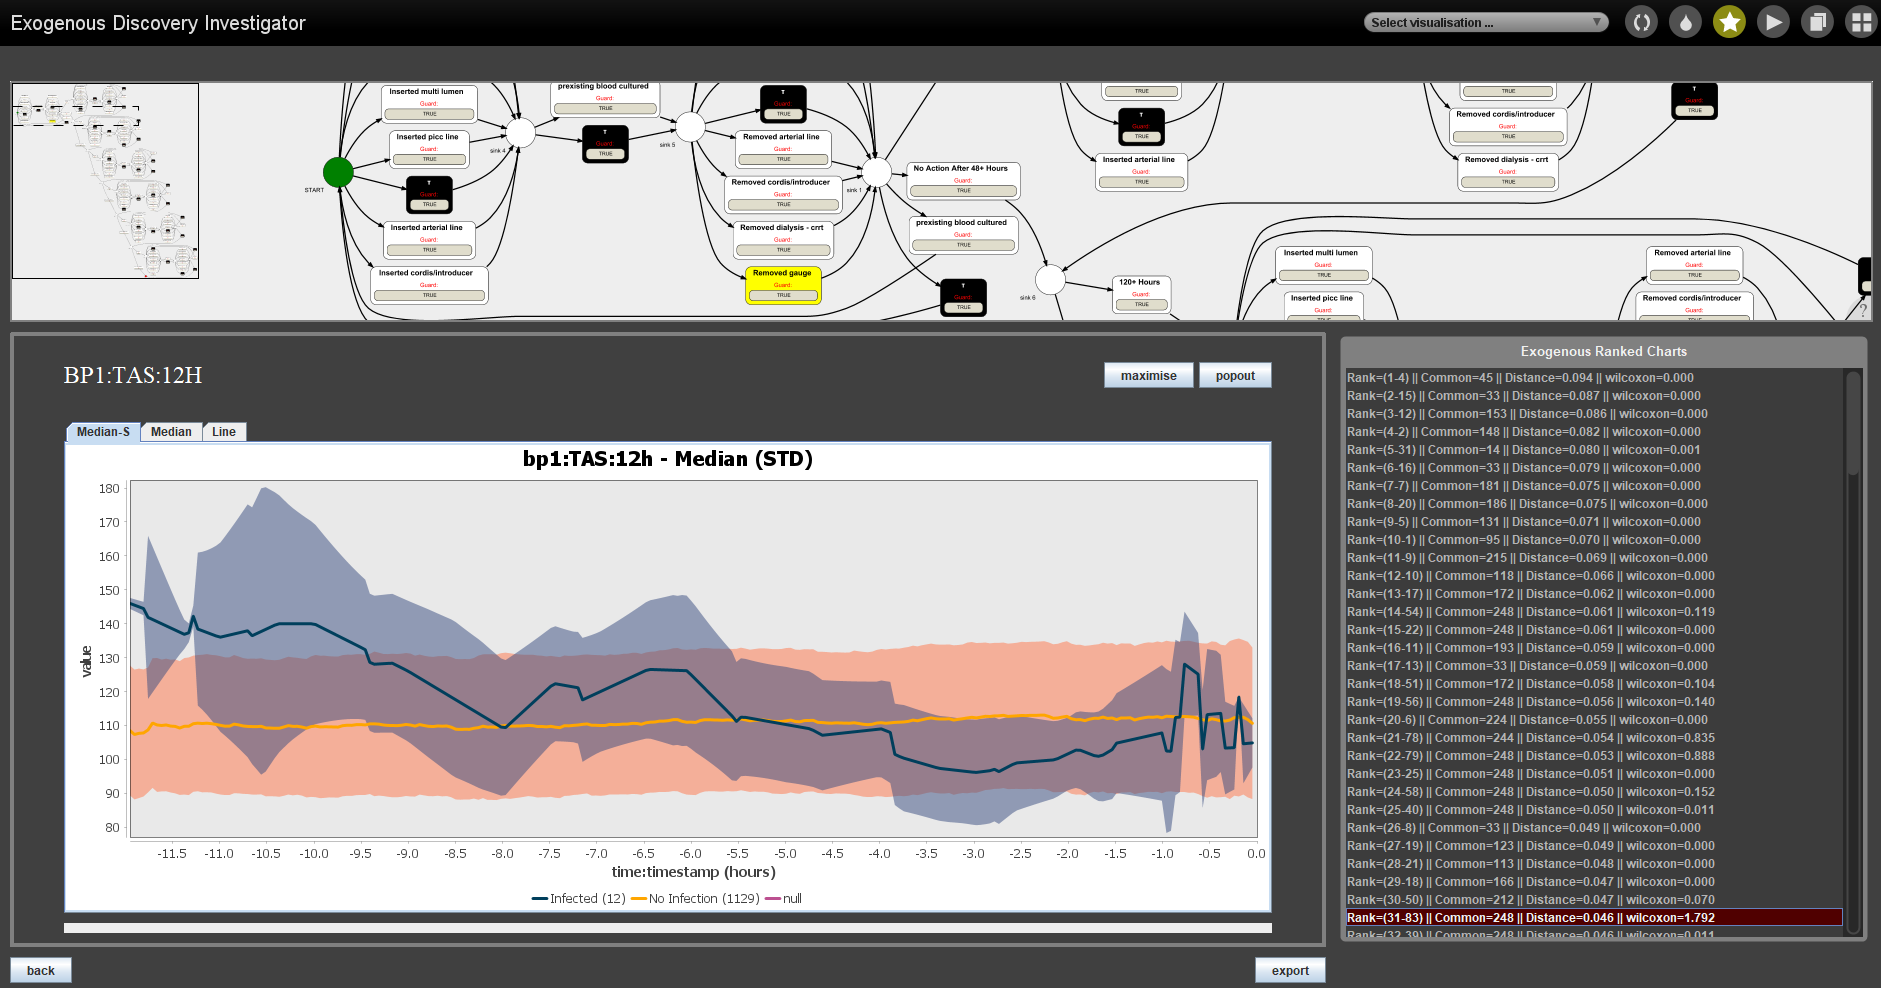 Exogenous Discovery Investigator
Select visualisation ...
Inserted multi lumen
Guard:
TRUE
prexisting blood cultured
Guard:
TRUE
T
Guard:
TRUE
TRUE
TRUE
T
Guard:
TRUE
Inserted picc line
Guard:
TRUE
sink 4
T
Guard:
TRUE
sink 5
Removed arterial line
Guard:
TRUE
T
Guard:
TRUE
Removed cordis/introducer
Guard:
TRUE
START
T
Guard:
TRUE
Removed cordis/introducer
Guard:
TRUE
sink 1
No Action After 48+ Hours
Guard:
TRUE
Inserted arterial line
Guard:
TRUE
Removed dialysis - crrt
Guard:
TRUE
Inserted arterial line
Guard:
TRUE
Removed dialysis - crrt
Guard:
TRUE
prexisting blood cultured
Guard:
TRUE
Inserted cordis/introducer
Guard:
TRUE
Removed gauge
Guard:
TRUE
T
Guard:
TRUE
sink 6
120+ Hours
Guard:
TRUE
Inserted multi lumen
Guard:
TRUE
Removed arterial line
Guard:
TRUE
Inserted picc line
Guard:
TRUE
Removed cordis/introducer
Guard:
TRUE
?
BP1:TAS:12H
maximise
popout
Median-S
Median
Line
bp1:TAS:12h - Median (STD)
value
180
170
160
150
140
130
120
110
100
90
80
-11.5 -11.0 -10.5 -10.0 -9.5 -9.0 -8.5 -8.0 -7.5 -7.0 -6.5 -6.0 -5.5 -5.0 -4.5 -4.0 -3.5 -3.0 -2.5 -2.0 -1.5 -1.0 -0.5 0.0
time:timestamp (hours)
Infected (12) No Infection (1129) null
Exogenous Ranked Charts
Rank=(1-4) || Common=45 || Distance=0.094 || wilcoxon=0.000
Rank=(2-15) || Common=33 || Distance=0.087 || wilcoxon=0.000
Rank=(3-12) || Common=153 || Distance=0.086 || wilcoxon=0.000
Rank=(4-2) || Common=148 || Distance=0.082 || wilcoxon=0.000
Rank=(5-31) || Common=14 || Distance=0.080 || wilcoxon=0.001
Rank=(6-16) || Common=33 || Distance=0.079 || wilcoxon=0.000
Rank=(7-7) || Common=181 || Distance=0.075 || wilcoxon=0.000
Rank=(8-20) || Common=186 || Distance=0.075 || wilcoxon=0.000
Rank=(9-5) || Common=131 || Distance=0.071 || wilcoxon=0.000
Rank=(10-1) || Common=95 || Distance=0.070 || wilcoxon=0.000
Rank=(11-9) || Common=215 || Distance=0.069 || wilcoxon=0.000
Rank=(12-10) || Common=118 || Distance=0.066 || wilcoxon=0.000
Rank=(13-17) || Common=172 || Distance=0.062 || wilcoxon=0.000
Rank=(14-54) || Common=248 || Distance=0.061 || wilcoxon=0.119
Rank=(15-22) || Common=248 || Distance=0.061 || wilcoxon=0.000
Rank=(16-11) || Common=193 || Distance=0.059 || wilcoxon=0.000
Rank=(17-13) || Common=33 || Distance=0.059 || wilcoxon=0.000
Rank=(18-51) || Common=172 || Distance=0.058 || wilcoxon=0.104
Rank=(19-56) || Common=248 || Distance=0.056 || wilcoxon=0.140
Rank=(20-6) || Common=224 || Distance=0.055 || wilcoxon=0.000
Rank=(21-78) || Common=244 || Distance=0.054 || wilcoxon=0.835
Rank=(22-79) || Common=248 || Distance=0.053 || wilcoxon=0.888
Rank=(23-25) || Common=248 || Distance=0.051 || wilcoxon=0.000
Rank=(24-58) || Common=248 || Distance=0.050 || wilcoxon=0.152
Rank=(25-40) || Common=248 || Distance=0.050 || wilcoxon=0.011
Rank=(26-8) || Common=33 || Distance=0.049 || wilcoxon=0.000
Rank=(27-19) || Common=123 || Distance=0.049 || wilcoxon=0.000
Rank=(28-21) || Common=113 || Distance=0.048 || wilcoxon=0.000
Rank=(29-18) || Common=166 || Distance=0.047 || wilcoxon=0.000
Rank=(30-50) || Common=212 || Distance=0.047 || wilcoxon=0.070
Rank=(31-83) || Common=248 || Distance=0.046 || wilcoxon=1.792
Rank=(32-39) || Common=248 || Distance=0.046 || wilcoxon=0.011
back
export